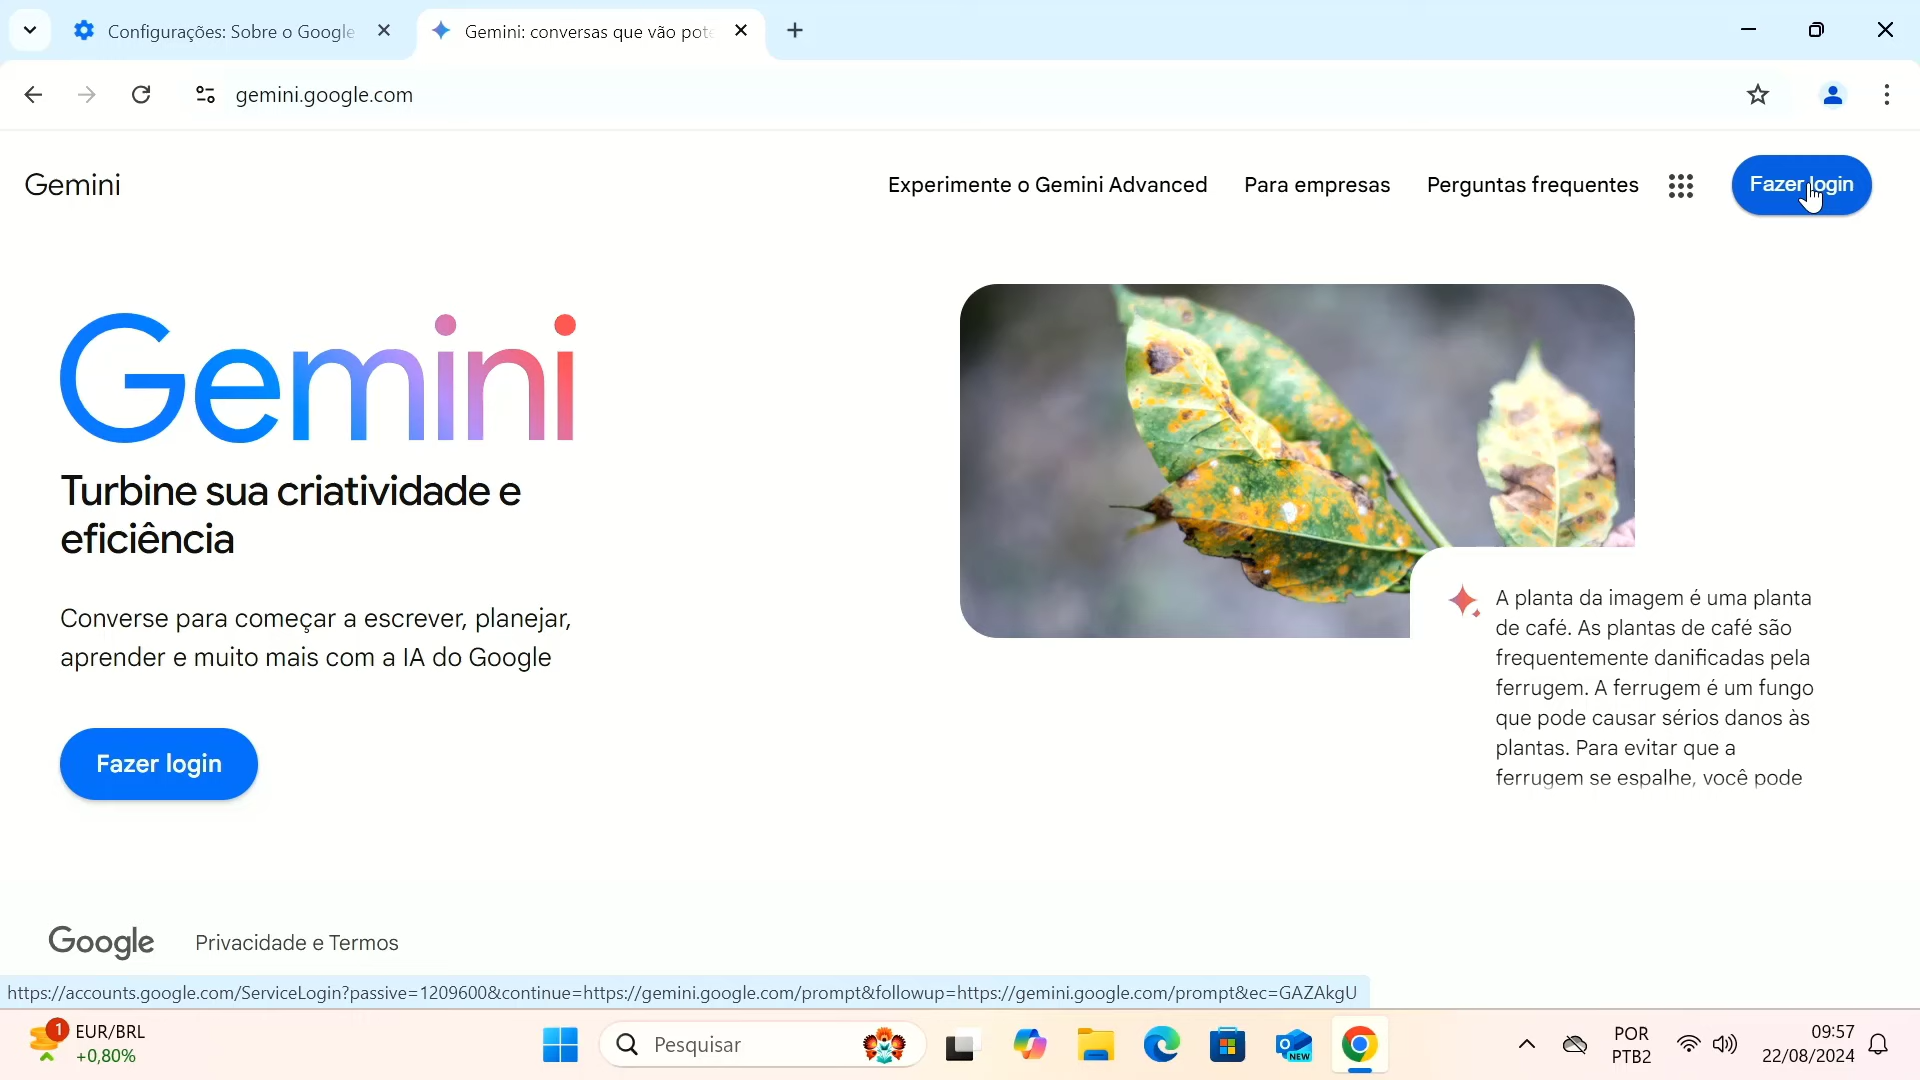 Configurações: Sobre o Google
Gemini: conversas que vão pote
gemini.google.com
Gemini
Experimente o Gemini Advanced
Para empresas
Perguntas frequentes
Fazer login
Gemini
Turbine sua criatividade e
eficiência
Converse para começar a escrever, planejar,
aprender e muito mais com a IA do Google
Fazer login
A planta da imagem é uma planta
de café. As plantas de café são
frequentemente danificadas pela
ferrugem. A ferrugem é um fungo
que pode causar sérios danos às
plantas. Para evitar que a
ferrugem se espalhe, você pode
Google
Privacidade e Termos
https://accounts.google.com/ServiceLogin?passive=1209600&continue=https://gemini.google.com/prompt&followup=https://gemini.google.com/prompt&ec=GAZAkgU
1
EUR/BRL
+0,80%
Pesquisar
NEW
POR
PTB2
09:57
22/08/2024